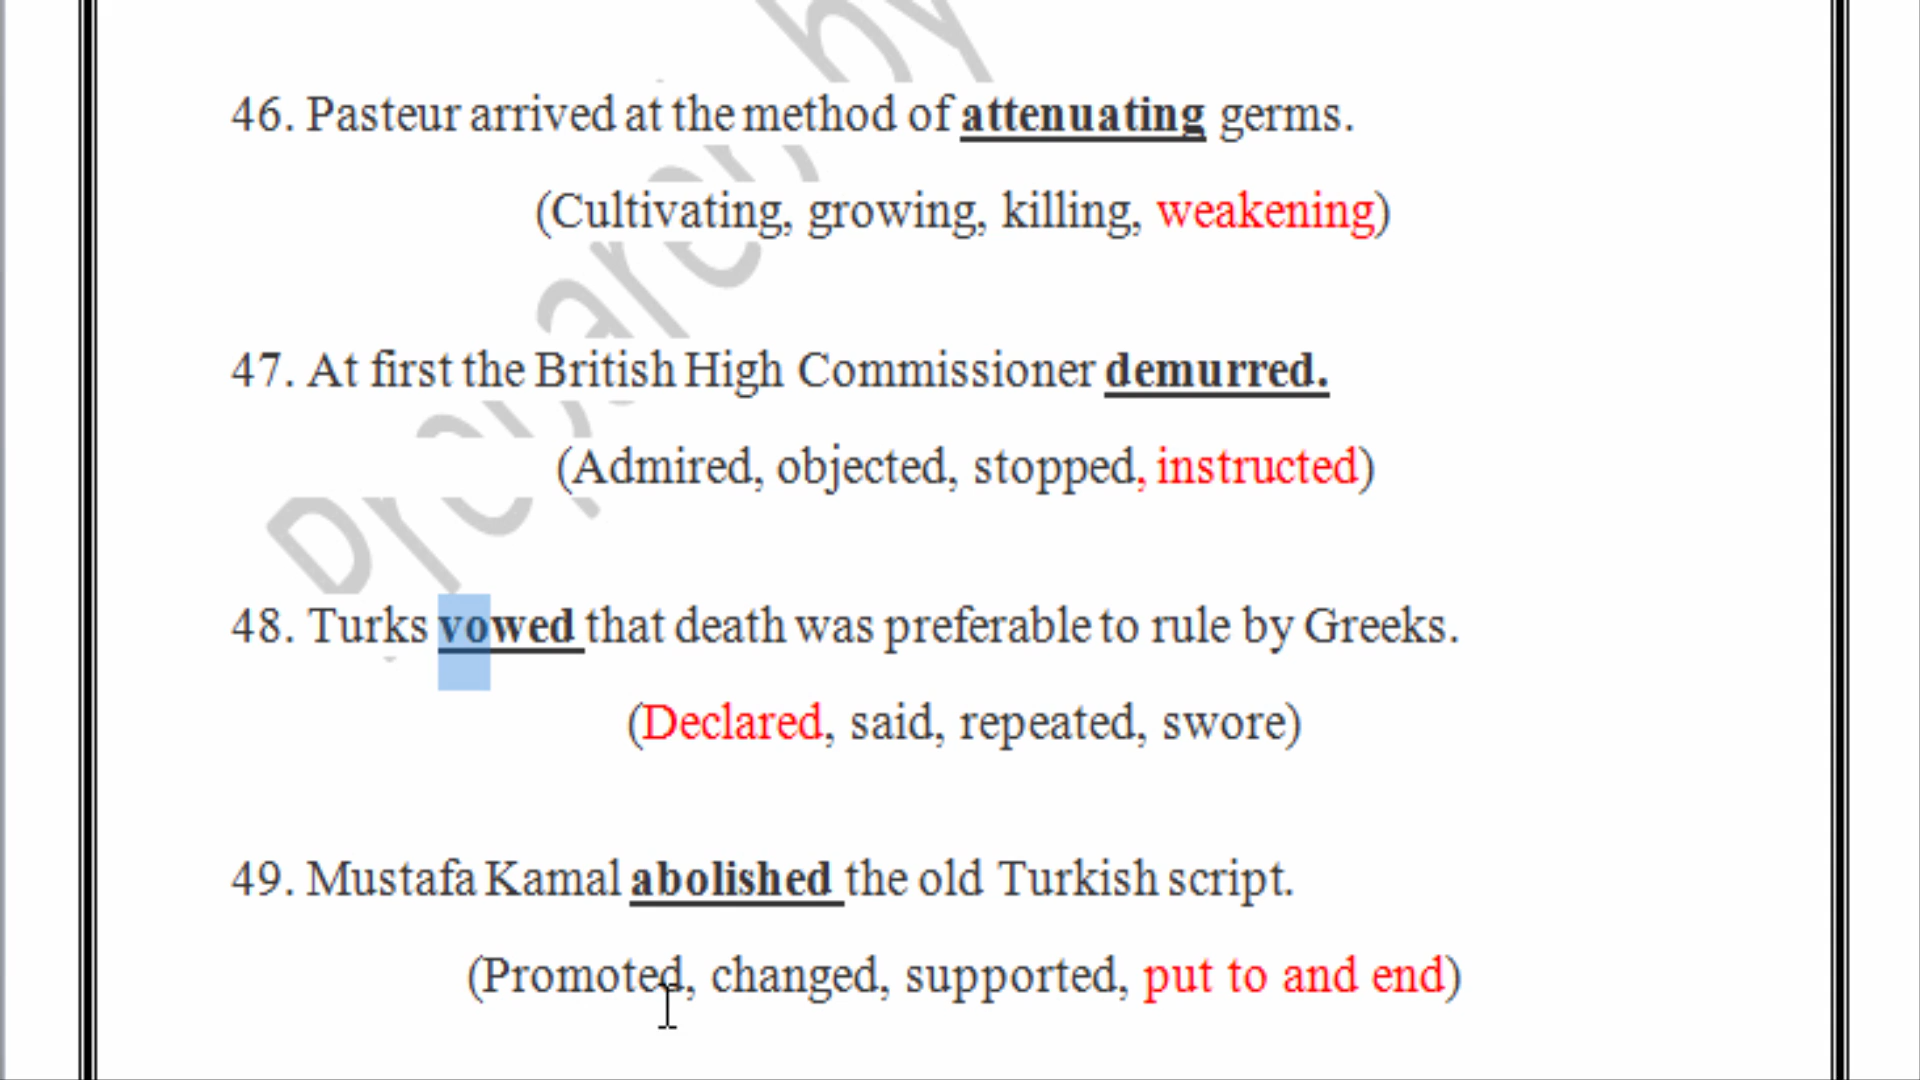 46. Pasteur arrived at the method of attenuating germs.
(Cultivating, growing, killing, weakening)
47. At first the British High Commissioner demurred.
(Admired, objected, stopped, instructed)
48. Turks vowed that death was preferable to rule by Greeks.
(Declared, said, repeated, swore)
49. Mustafa Kamal abolished the old Turkish script.
(Promoted, changed, supported, put to and end)
Prepared by